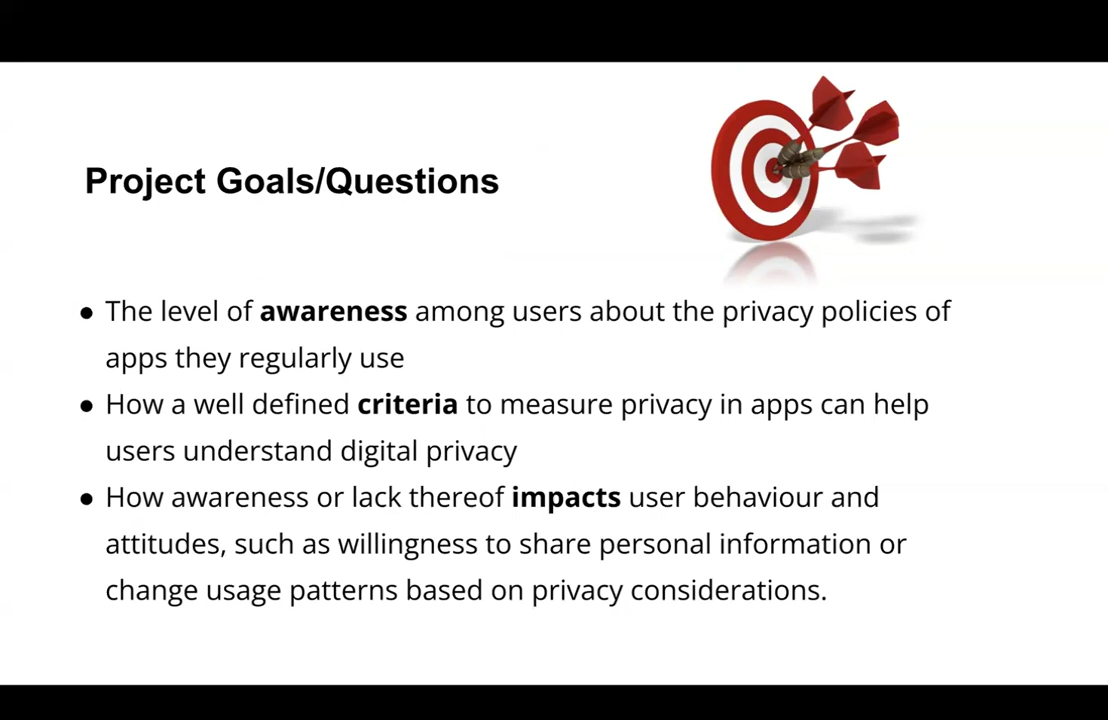 Project Goals/Questions
● The level of awareness among users about the privacy policies of
apps they regularly use
● How a well defined criteria to measure privacy in apps can help
users understand digital privacy
● How awareness or lack thereof impacts user behaviour and
attitudes, such as willingness to share personal information or
change usage patterns based on privacy considerations.